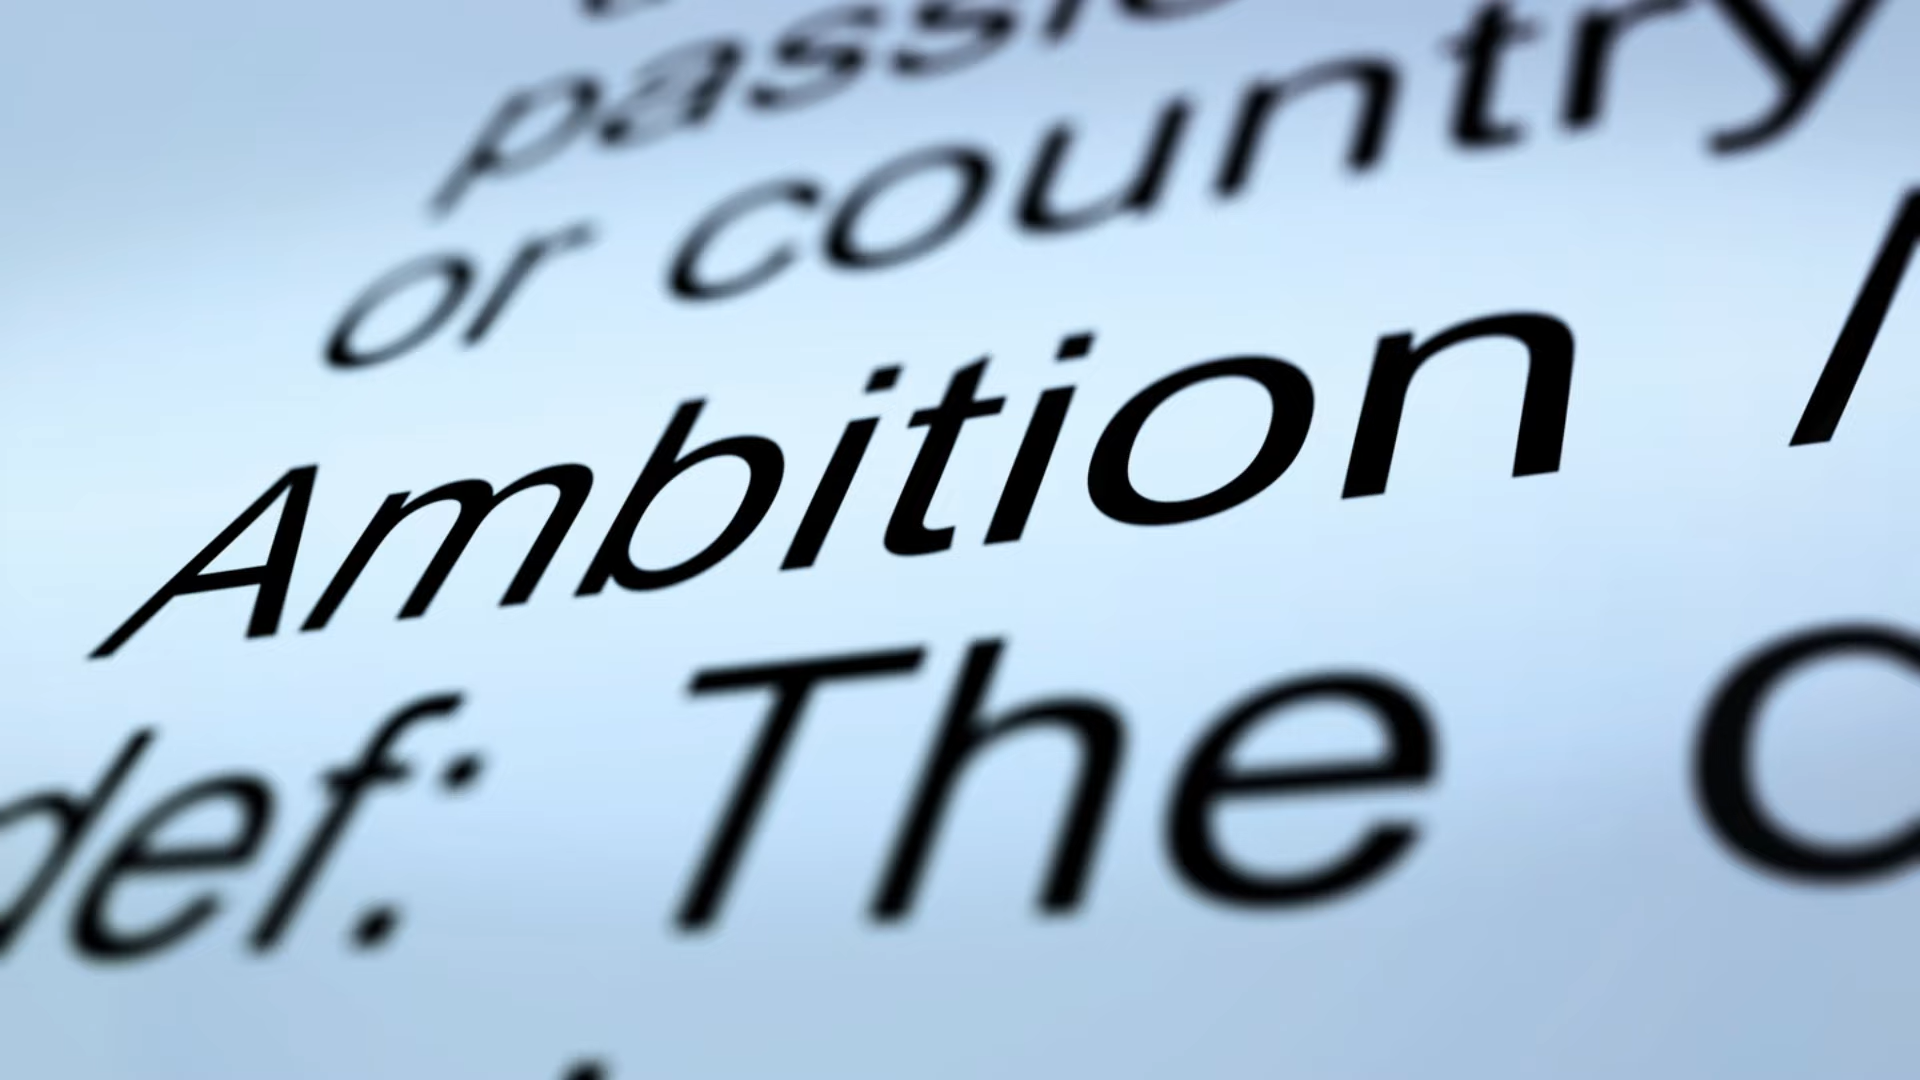 or country
Ambition /
def: The